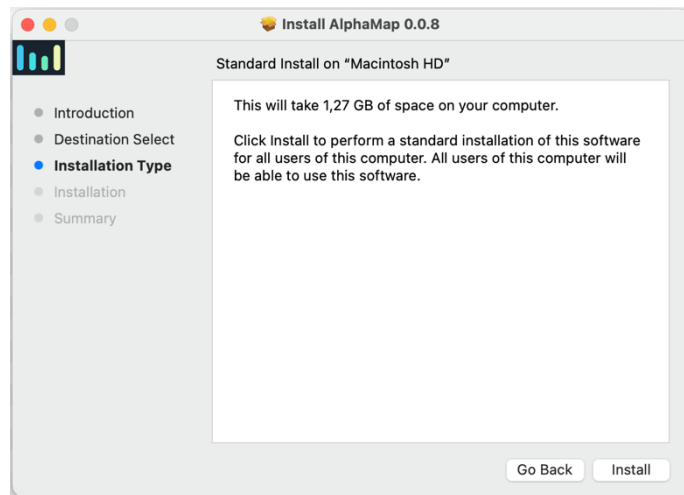 Install AlphaMap 0.0.8
Standard Install on “Macintosh HD”
Introduction
Destination Select
Installation Type
Installation
Summary
This will take 1,27 GB of space on your computer.
Click Install to perform a standard installation of this software
for all users of this computer. All users of this computer will
be able to use this software.
Go Back
Install